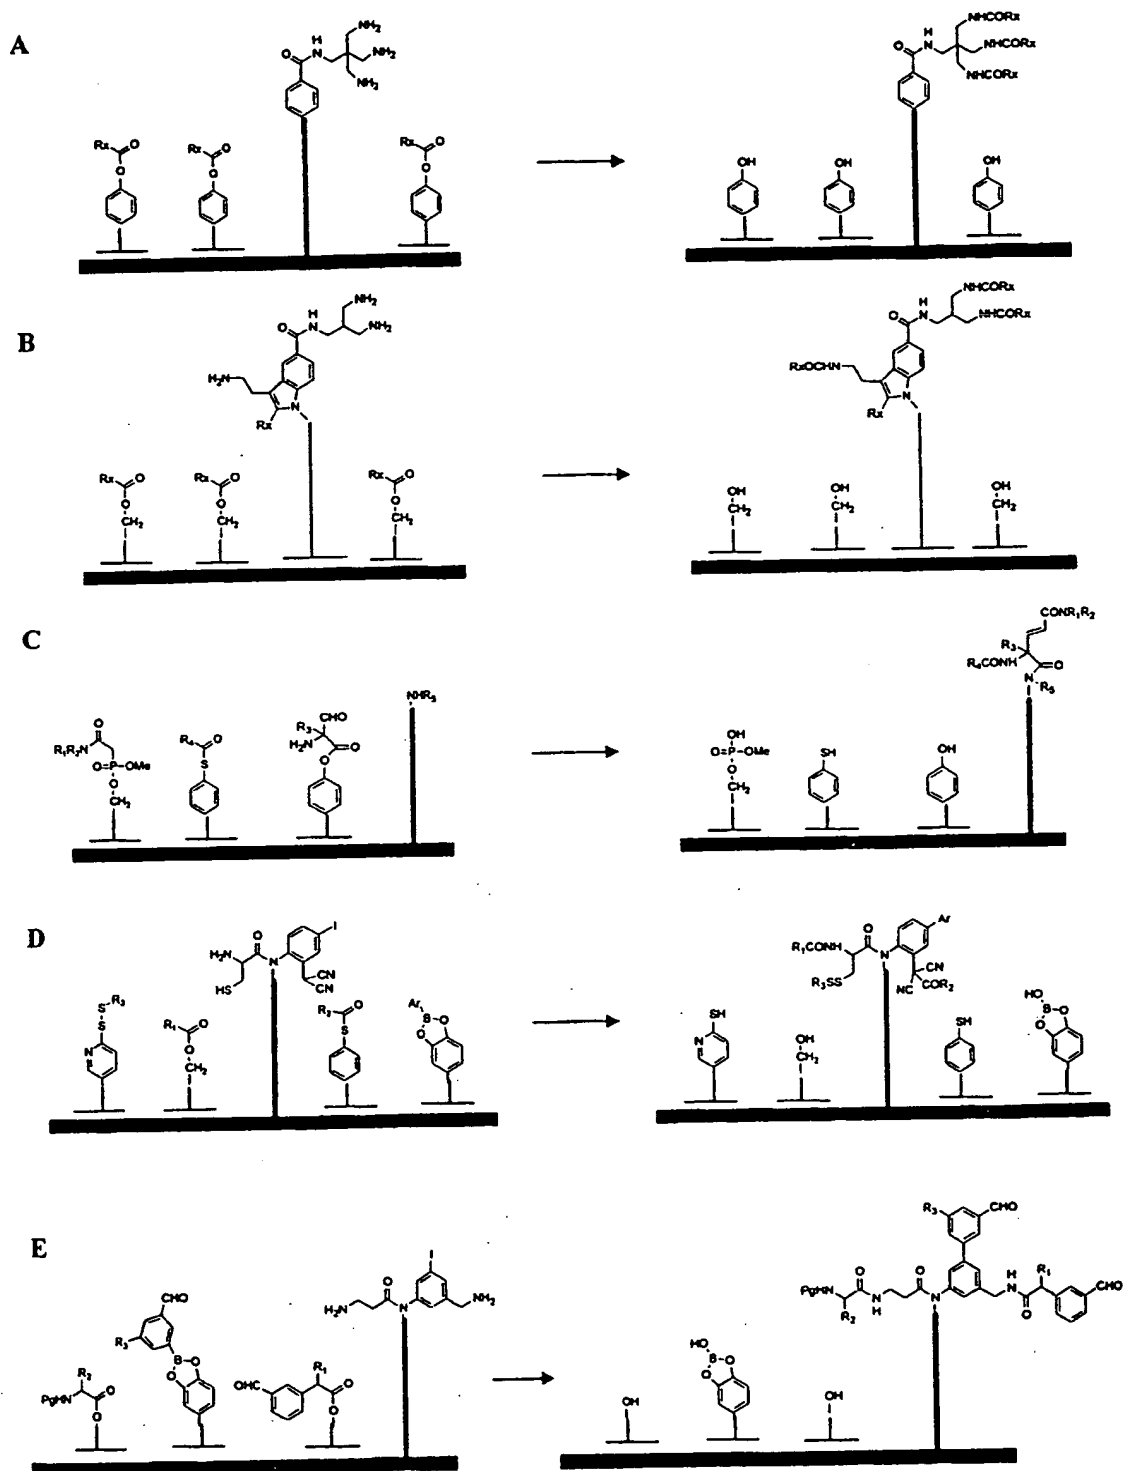 A
NH₂
NH₂
NH₂
H
N
O
Rx
O
O
Rx
O
O
Rx
O
O
NHCORx
NHCORx
NHCORx
H
N
O
OH
OH
OH
B
NH₂
NH₂
H
N
O
H₂N
N
Rx
Rx
O
O
CH₂
Rx
O
O
CH₂
Rx
O
O
CH₂
NHCORx
NHCORx
H
N
O
RxOCHN
N
Rx
OH
CH₂
OH
CH₂
OH
CH₂
C
O
R₁R₂N
O=P-OMe
O
CH₂
R₄
O
S
CHO
R₃
H₂N
O
O
NHR₅
OH
O=P-OMe
O
CH₂
SH
OH
CONR₁R₂
R₃
R₄CONH
O
N
R₅
D
I
O
H₂N
N
HS
CN
CN
R₃
S
S
N
R₁
O
O
CH₂
R₂
O
S
Ar
B
O
O
Ar
O
R₁CONH
N
R₃SS
CN
NC
COR₂
SH
N
OH
CH₂
SH
HO
B
O
O
E
I
O
H₂N
N
NH₂
CHO
R₃
B
O
O
R₂
PgHN
O
O
OHC
R₁
O
O
R₃
CHO
O
PgHN
R₂
N
H
O
N
H
N
O
R₁
CHO
OH
HO
B
O
O
OH